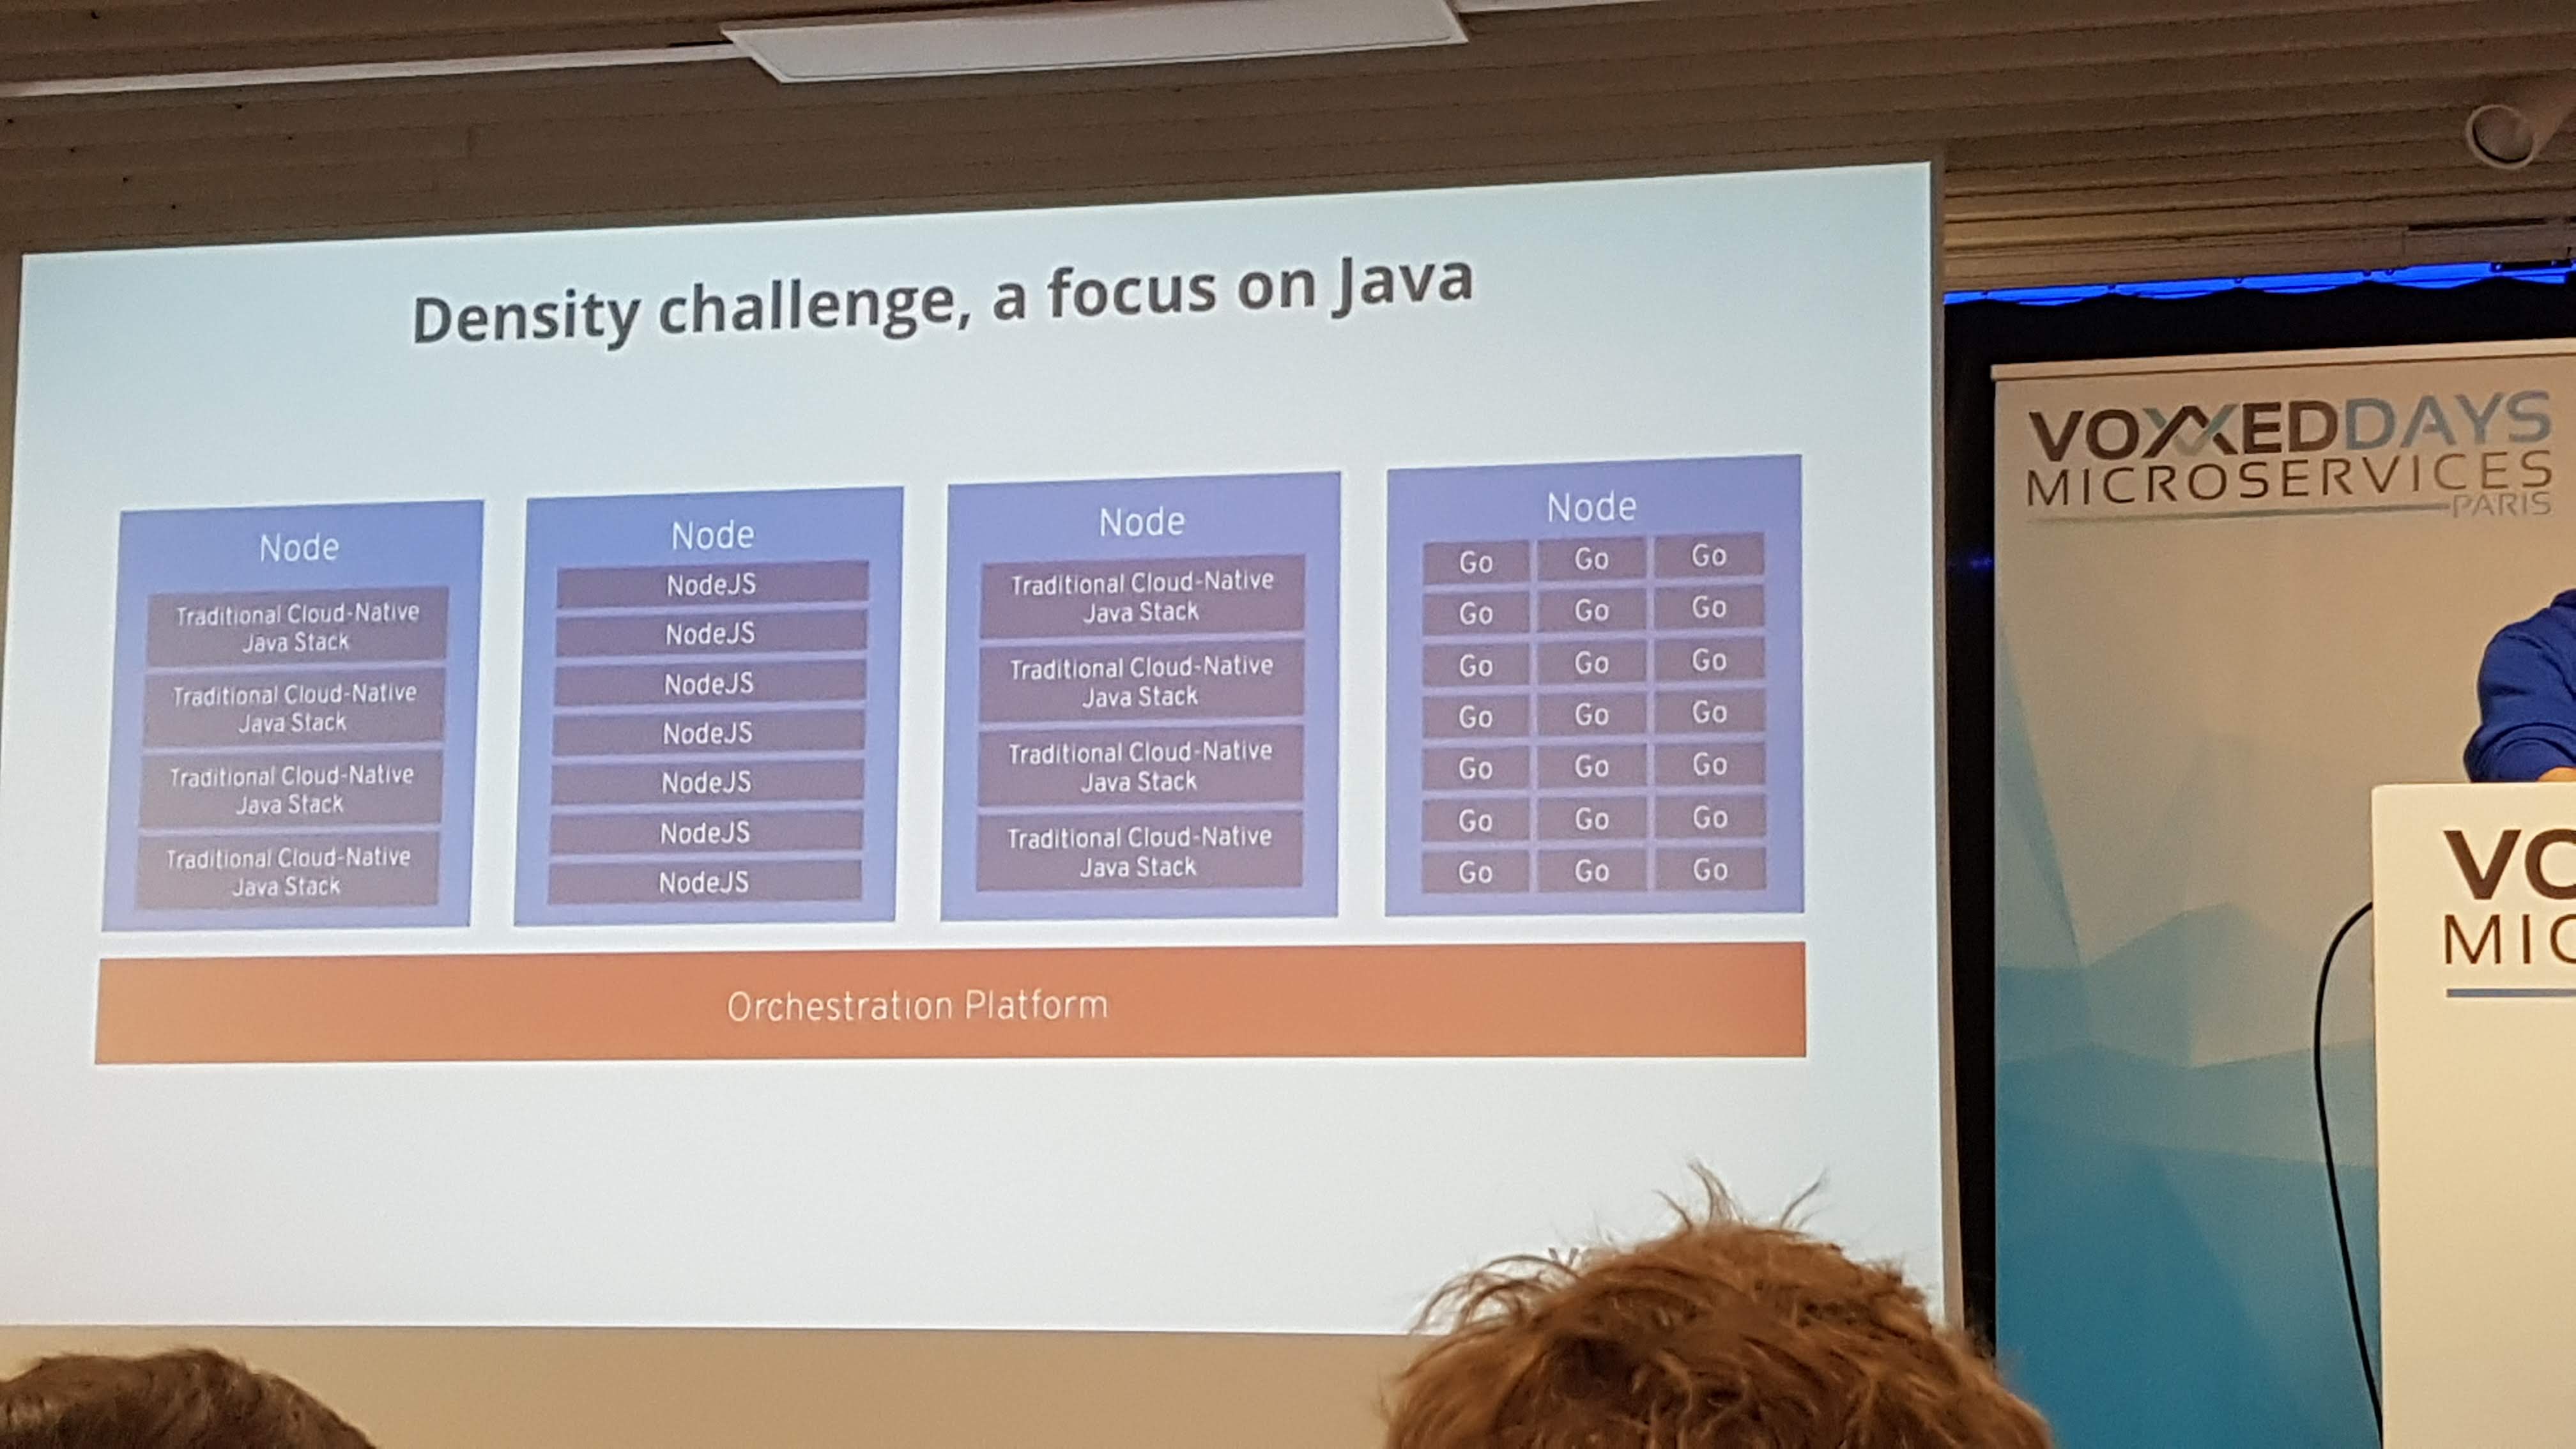 Density challenge, a focus on Java
Node
Traditional Cloud-Native
Java Stack
Traditional Cloud-Native
Java Stack
Traditional Cloud-Native
Java Stack
Traditional Cloud-Native
Java Stack
Node
NodeJS
NodeJS
NodeJS
NodeJS
NodeJS
NodeJS
NodeJS
Node
Traditional Cloud-Native
Java Stack
Traditional Cloud-Native
Java Stack
Traditional Cloud-Native
Java Stack
Traditional Cloud-Native
Java Stack
Node
Go Go Go
Go Go Go
Go Go Go
Go Go Go
Go Go Go
Go Go Go
Go Go Go
Orchestration Platform
VOXXEDDAYS
MICROSERVICES
PARIS
VO
MIC